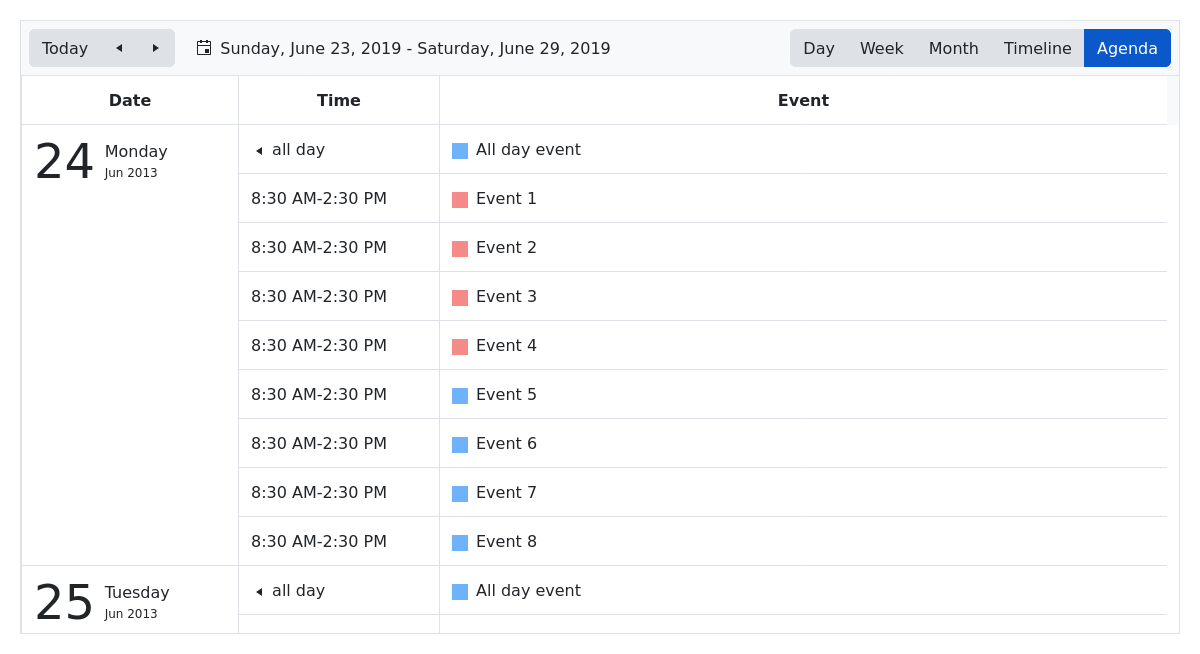 Today Sunday, June 23, 2019 - Saturday, June 29, 2019 Day Week Month Timeline Agenda
Date Time Event
24 Monday
Jun 2013
all day All day event
8:30 AM-2:30 PM Event 1
8:30 AM-2:30 PM Event 2
8:30 AM-2:30 PM Event 3
8:30 AM-2:30 PM Event 4
8:30 AM-2:30 PM Event 5
8:30 AM-2:30 PM Event 6
8:30 AM-2:30 PM Event 7
8:30 AM-2:30 PM Event 8
25 Tuesday
Jun 2013
all day All day event